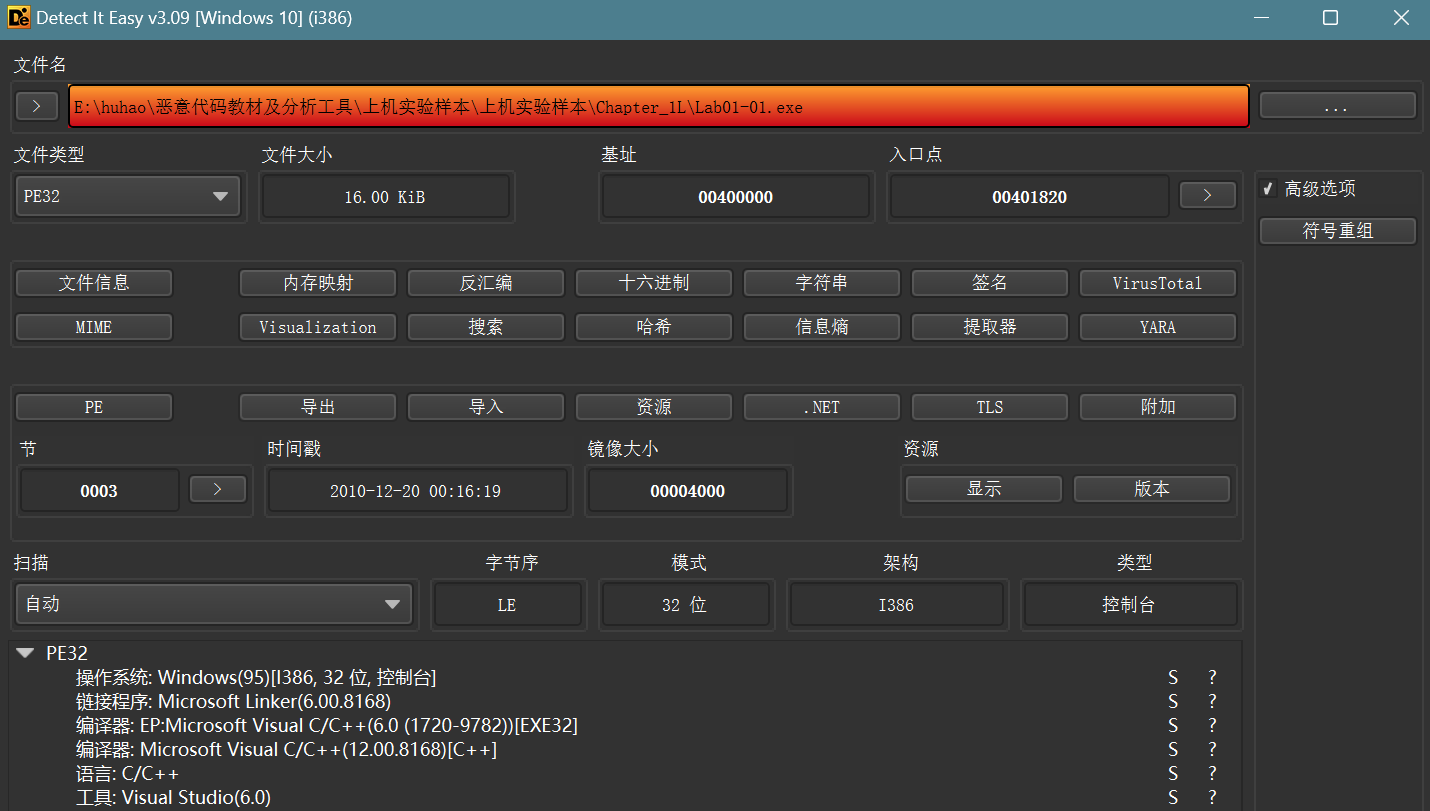 Detect It Easy v3.09 [Windows 10] (i386)
文件名
E:\huhao\恶意代码教材及分析工具\上机实验样本\上机实验样本\Chapter_1L\Lab01-01.exe ...
文件类型 文件大小 基址 入口点
PE32 16.00 KiB 00400000 00401820 >
高级选项
符号重组
文件信息 内存映射 反汇编 十六进制 字符串 签名 VirusTotal
MIME Visualization 搜索 哈希 信息熵 提取器 YARA
PE 导出 导入 资源 .NET TLS 附加
节 时间戳 镜像大小 资源
0003 > 2010-12-20 00:16:19 00004000 显示 版本
扫描 字节序 模式 架构 类型
自动 LE 32 位 I386 控制台
PE32
操作系统: Windows(95)[I386, 32 位, 控制台] S ?
链接程序: Microsoft Linker(6.00.8168) S ?
编译器: EP:Microsoft Visual C/C++(6.0 (1720-9782))[EXE32] S ?
编译器: Microsoft Visual C/C++(12.00.8168)[C++] S ?
语言: C/C++ S ?
工具: Visual Studio(6.0) S ?